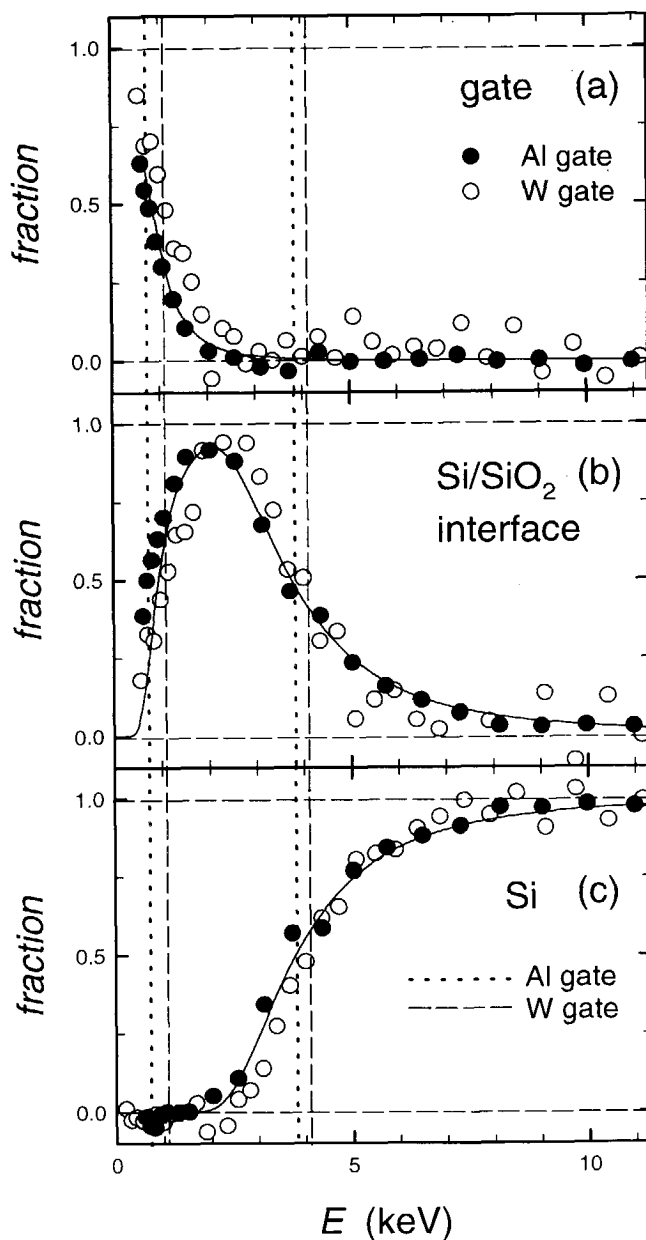 1.0
0.5
0.0
fraction
gate (a)
Al gate
W gate
1.0
0.5
0.0
fraction
Si/SiO₂ (b)
interface
1.0
0.5
0.0
fraction
Si (c)
Al gate
W gate
0 5 10
E (keV)